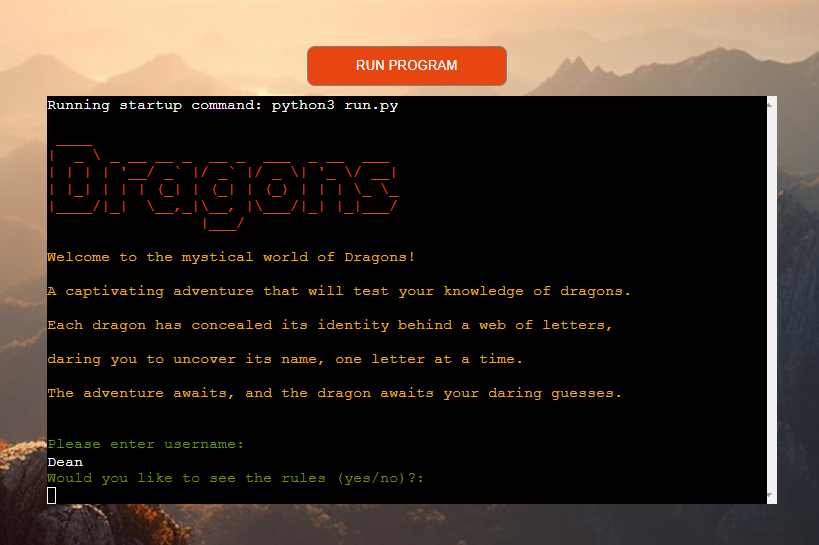 RUN PROGRAM
Running startup command: python3 run.py
Dragons
Welcome to the mystical world of Dragons!
A captivating adventure that will test your knowledge of dragons.
Each dragon has concealed its identity behind a web of letters,
daring you to uncover its name, one letter at a time.
The adventure awaits, and the dragon awaits your daring guesses.
Please enter username:
Dean
Would you like to see the rules (yes/no)?: